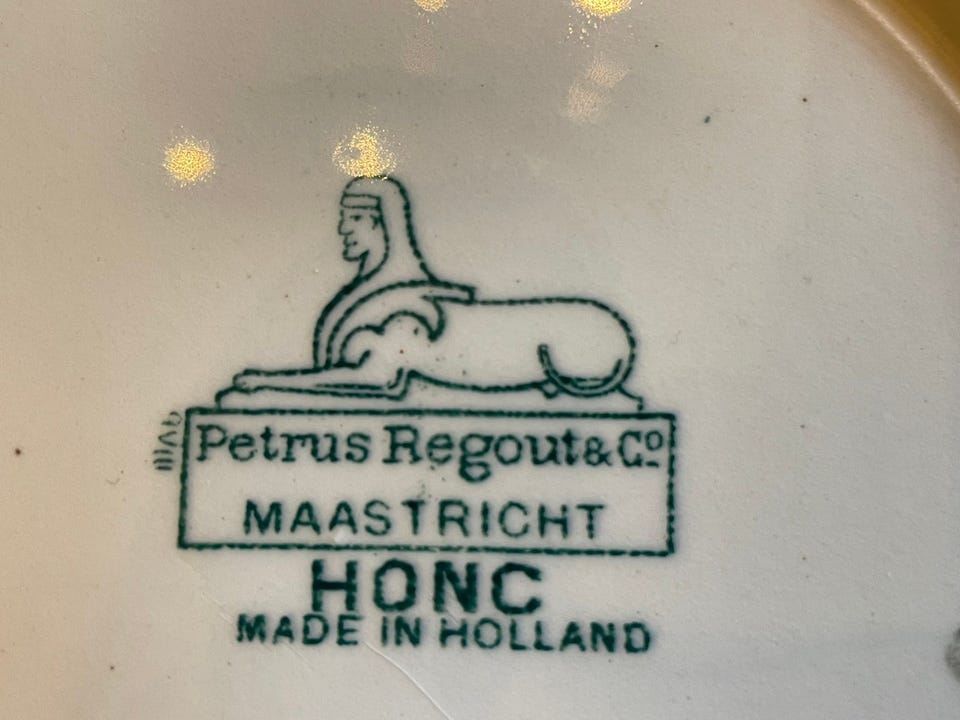 Petrus Regout & Co.
MAASTRICHT
HONC
MADE IN HOLLAND